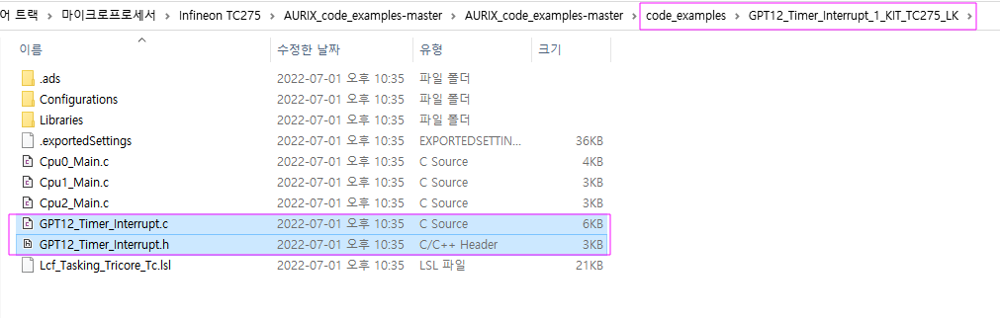 어 트랙 > 마이크로프로세서 > Infineon TC275 > AURIX_code_examples-master > AURIX_code_examples-master > code_examples > GPT12_Timer_Interrupt_1_KIT_TC275_LK >
이름 수정한 날짜 유형 크기
.ads 2022-07-01 오후 10:35 파일 폴더
Configurations 2022-07-01 오후 10:35 파일 폴더
Libraries 2022-07-01 오후 10:35 파일 폴더
.exportedSettings 2022-07-01 오후 10:35 EXPORTEDSETTIN... 36KB
Cpu0_Main.c 2022-07-01 오후 10:35 C Source 4KB
Cpu1_Main.c 2022-07-01 오후 10:35 C Source 3KB
Cpu2_Main.c 2022-07-01 오후 10:35 C Source 3KB
GPT12_Timer_Interrupt.c 2022-07-01 오후 10:35 C Source 6KB
GPT12_Timer_Interrupt.h 2022-07-01 오후 10:35 C/C++ Header 3KB
Lcf_Tasking_Tricore_Tc.lsl 2022-07-01 오후 10:35 LSL 파일 21KB